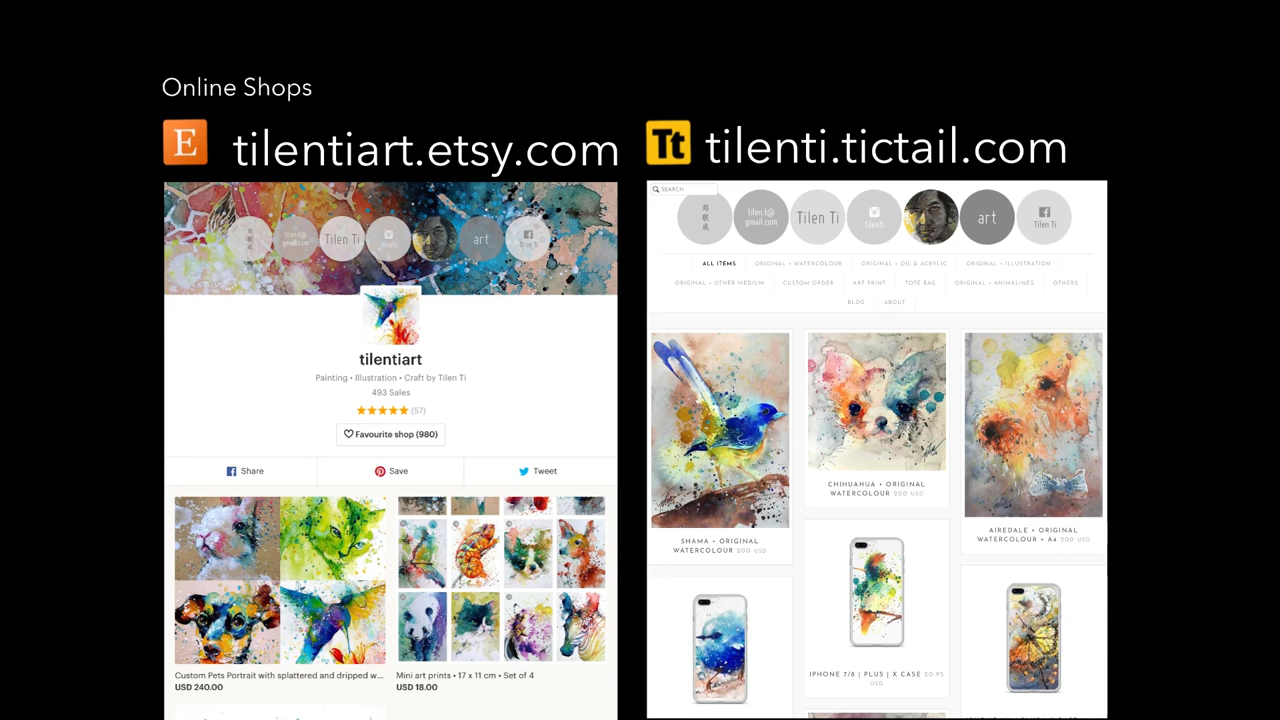 Online Shops
E tilentiart.etsy.com
Tilen Ti
art
tilentiart
Painting • Illustration • Craft by Tilen Ti
493 Sales
(57)
Favourite shop (980)
Share
Save
Tweet
Custom Pets Portrait with splattered and dripped w...
USD 240.00
Mini art prints • 17 x 11 cm • Set of 4
USD 18.00
Tt tilenti.tictail.com
SEARCH
郑
联
成
tilen.t@
gmail.com
Tilen Ti
tilenti
art
Tilen Ti
ALL ITEMS ORIGINAL • WATERCOLOUR ORIGINAL • OIL & ACRYLIC ORIGINAL • ILLUSTRATION
ORIGINAL • OTHER MEDIUM CUSTOM ORDER ART PRINT TOTE BAG ORIGINAL • ANIMALINES OTHERS
BLOG ABOUT
SHAMA • ORIGINAL
WATERCOLOUR 200 USD
CHIHUAHUA • ORIGINAL
WATERCOLOUR 200 USD
AIREDALE • ORIGINAL
WATERCOLOUR • A4 200 USD
IPHONE 7/8 | PLUS | X CASE 20.95
USD